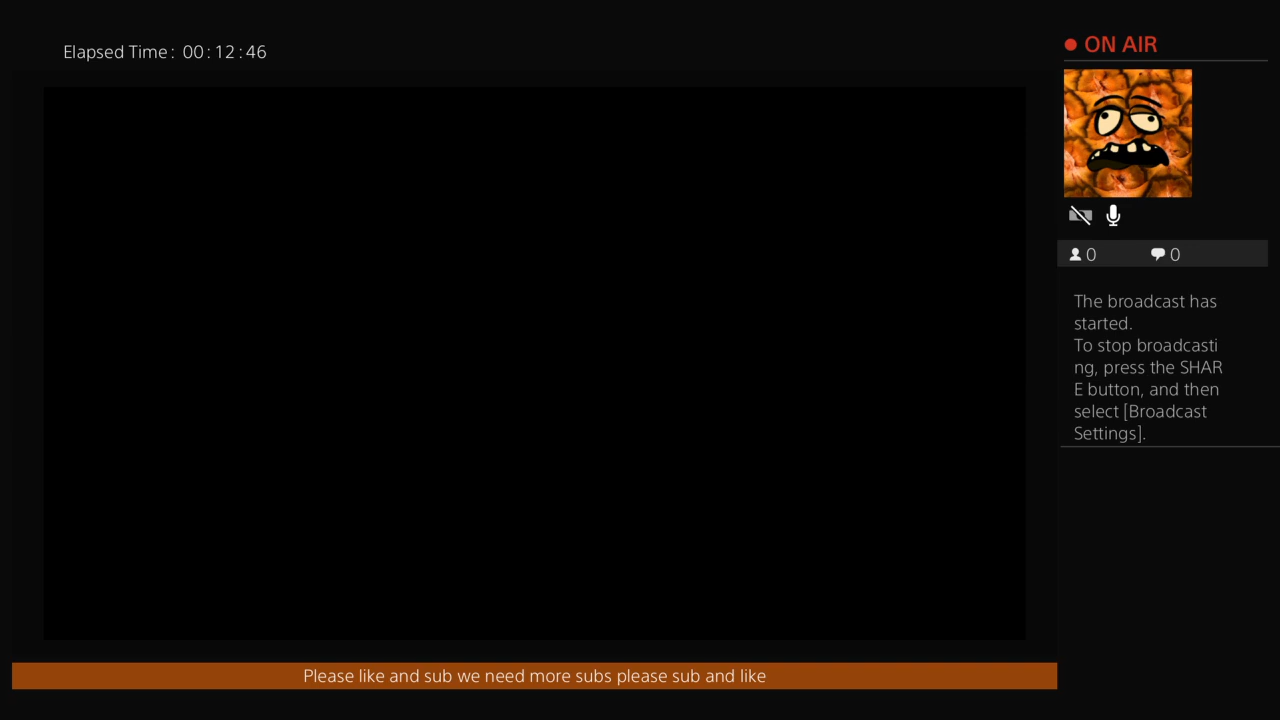 Elapsed Time: 00:12:46
ON AIR
0 0
The broadcast has
started.
To stop broadcasti
ng, press the SHAR
E button, and then
select [Broadcast
Settings].
Please like and sub we need more subs please sub and like